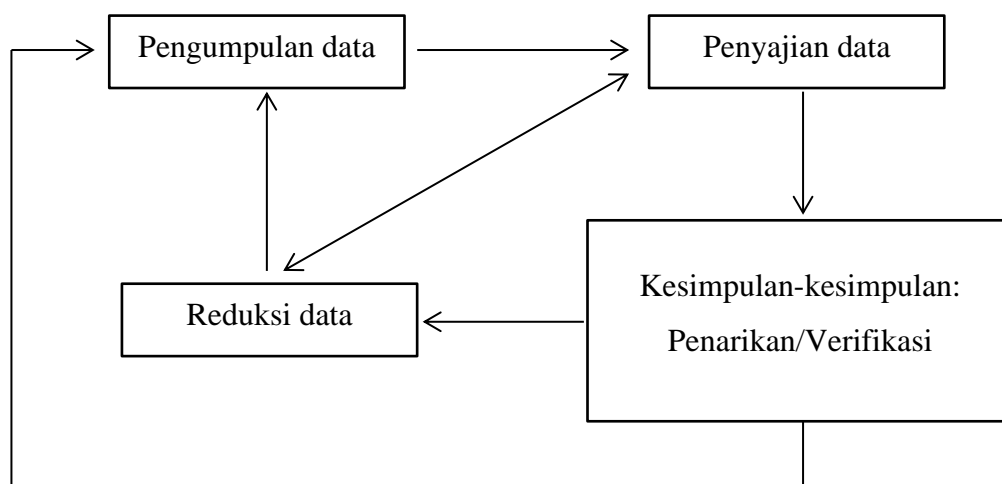 Pengumpulan data
Penyajian data
Reduksi data
Kesimpulan-kesimpulan:
Penarikan/Verifikasi